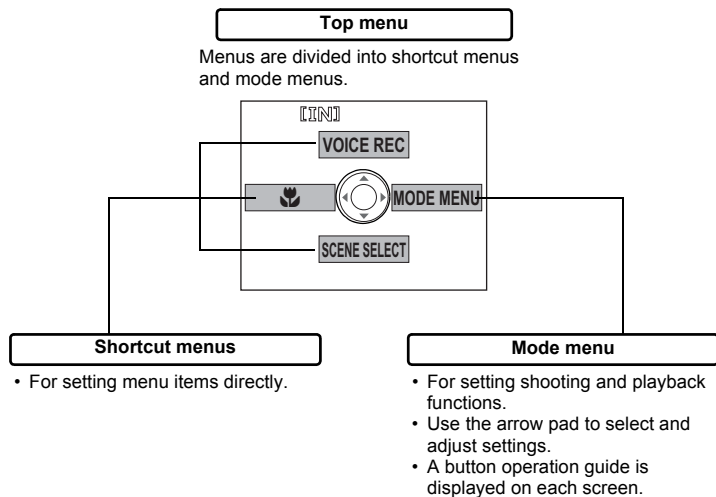 Top menu
Menus are divided into shortcut menus
and mode menus.
[IN]
VOICE REC
MODE MENU
SCENE SELECT
Shortcut menus
• For setting menu items directly.
Mode menu
• For setting shooting and playback
functions.
• Use the arrow pad to select and
adjust settings.
• A button operation guide is
displayed on each screen.